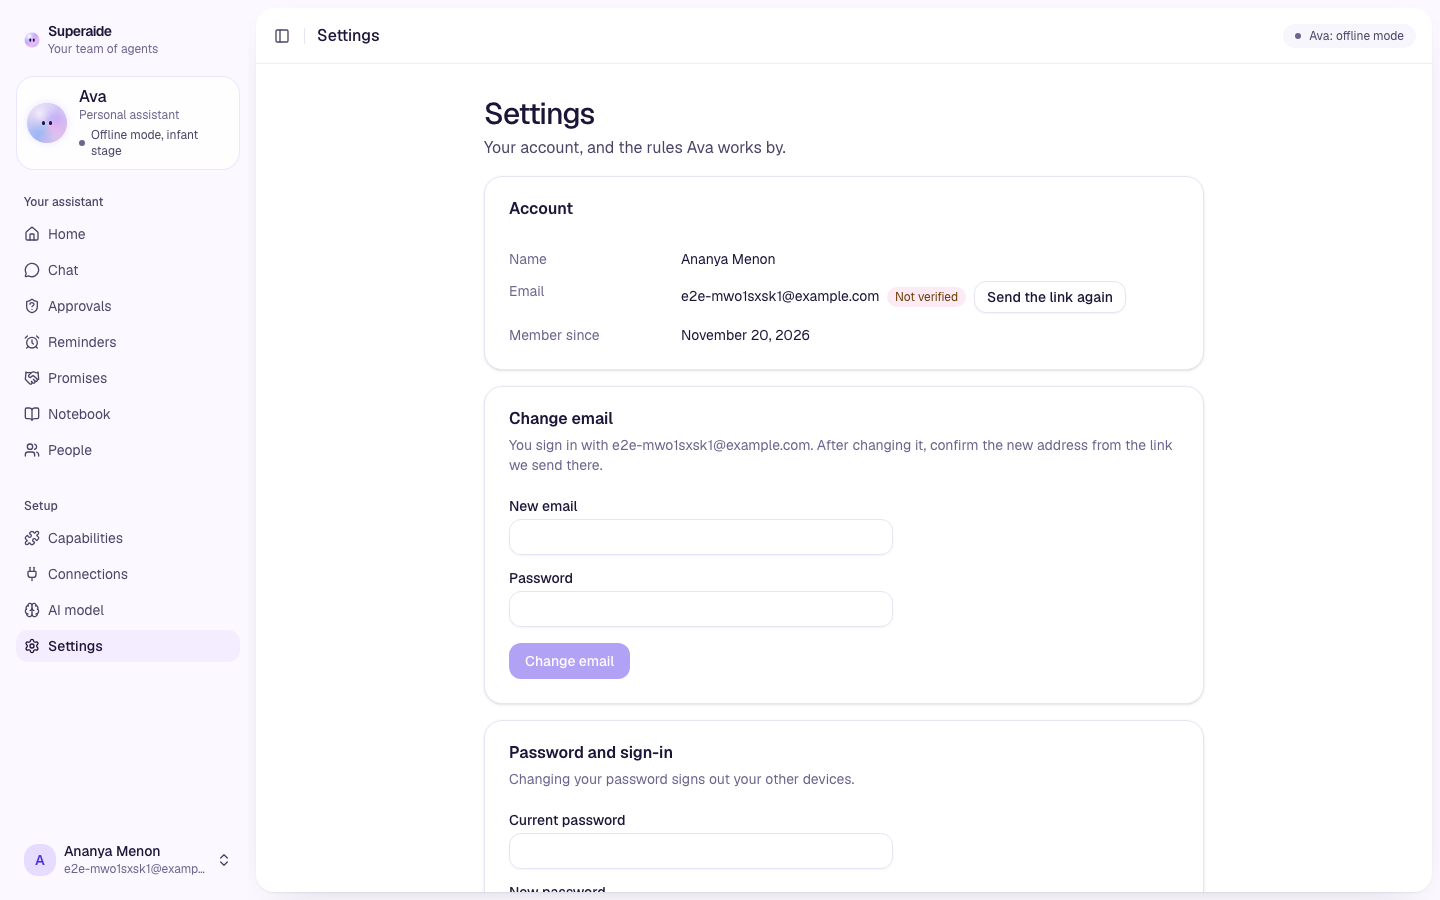 Superaide
Your team of agents
Ava
Personal assistant
Offline mode, infant
stage
Your assistant
Home
Chat
Approvals
Reminders
Promises
Notebook
People
Setup
Capabilities
Connections
AI model
Settings
A
Ananya Menon
e2e-mwo1sxsk1@examp...
Settings
Ava: offline mode
Settings
Your account, and the rules Ava works by.
Account
Name
Ananya Menon
Email
e2e-mwo1sxsk1@example.com Not verified Send the link again
Member since
November 20, 2026
Change email
You sign in with e2e-mwo1sxsk1@example.com. After changing it, confirm the new address from the link
we send there.
New email
Password
Change email
Password and sign-in
Changing your password signs out your other devices.
Current password
New password